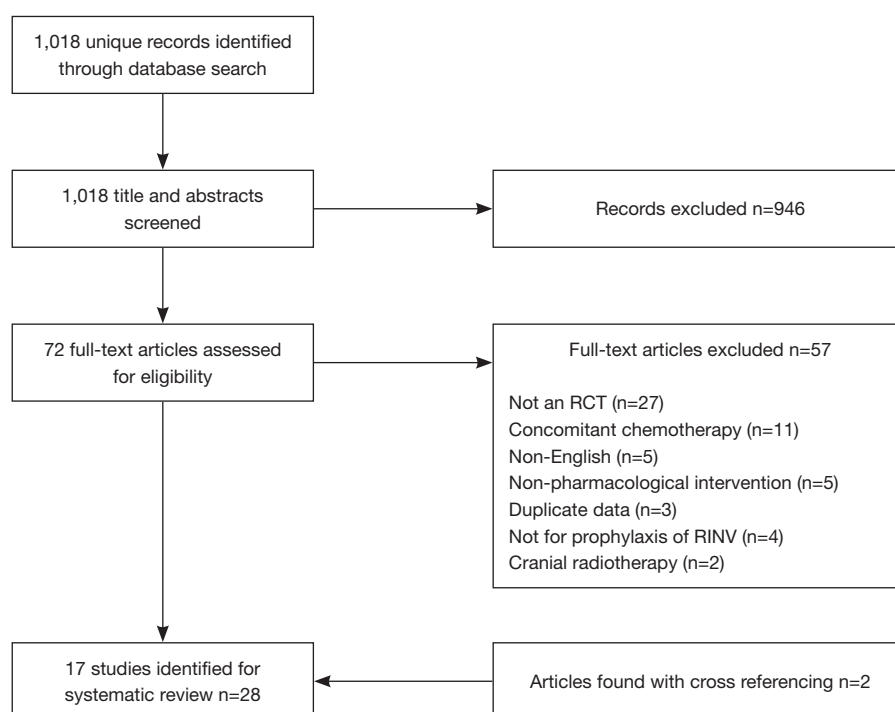 1,018 unique records identified
through database search
1,018 title and abstracts
screened
Records excluded n=946
72 full-text articles assessed
for eligibility
Full-text articles excluded n=57
Not an RCT (n=27)
Concomitant chemotherapy (n=11)
Non-English (n=5)
Non-pharmacological intervention (n=5)
Duplicate data (n=3)
Not for prophylaxis of RINV (n=4)
Cranial radiotherapy (n=2)
17 studies identified for
systematic review n=28
Articles found with cross referencing n=2